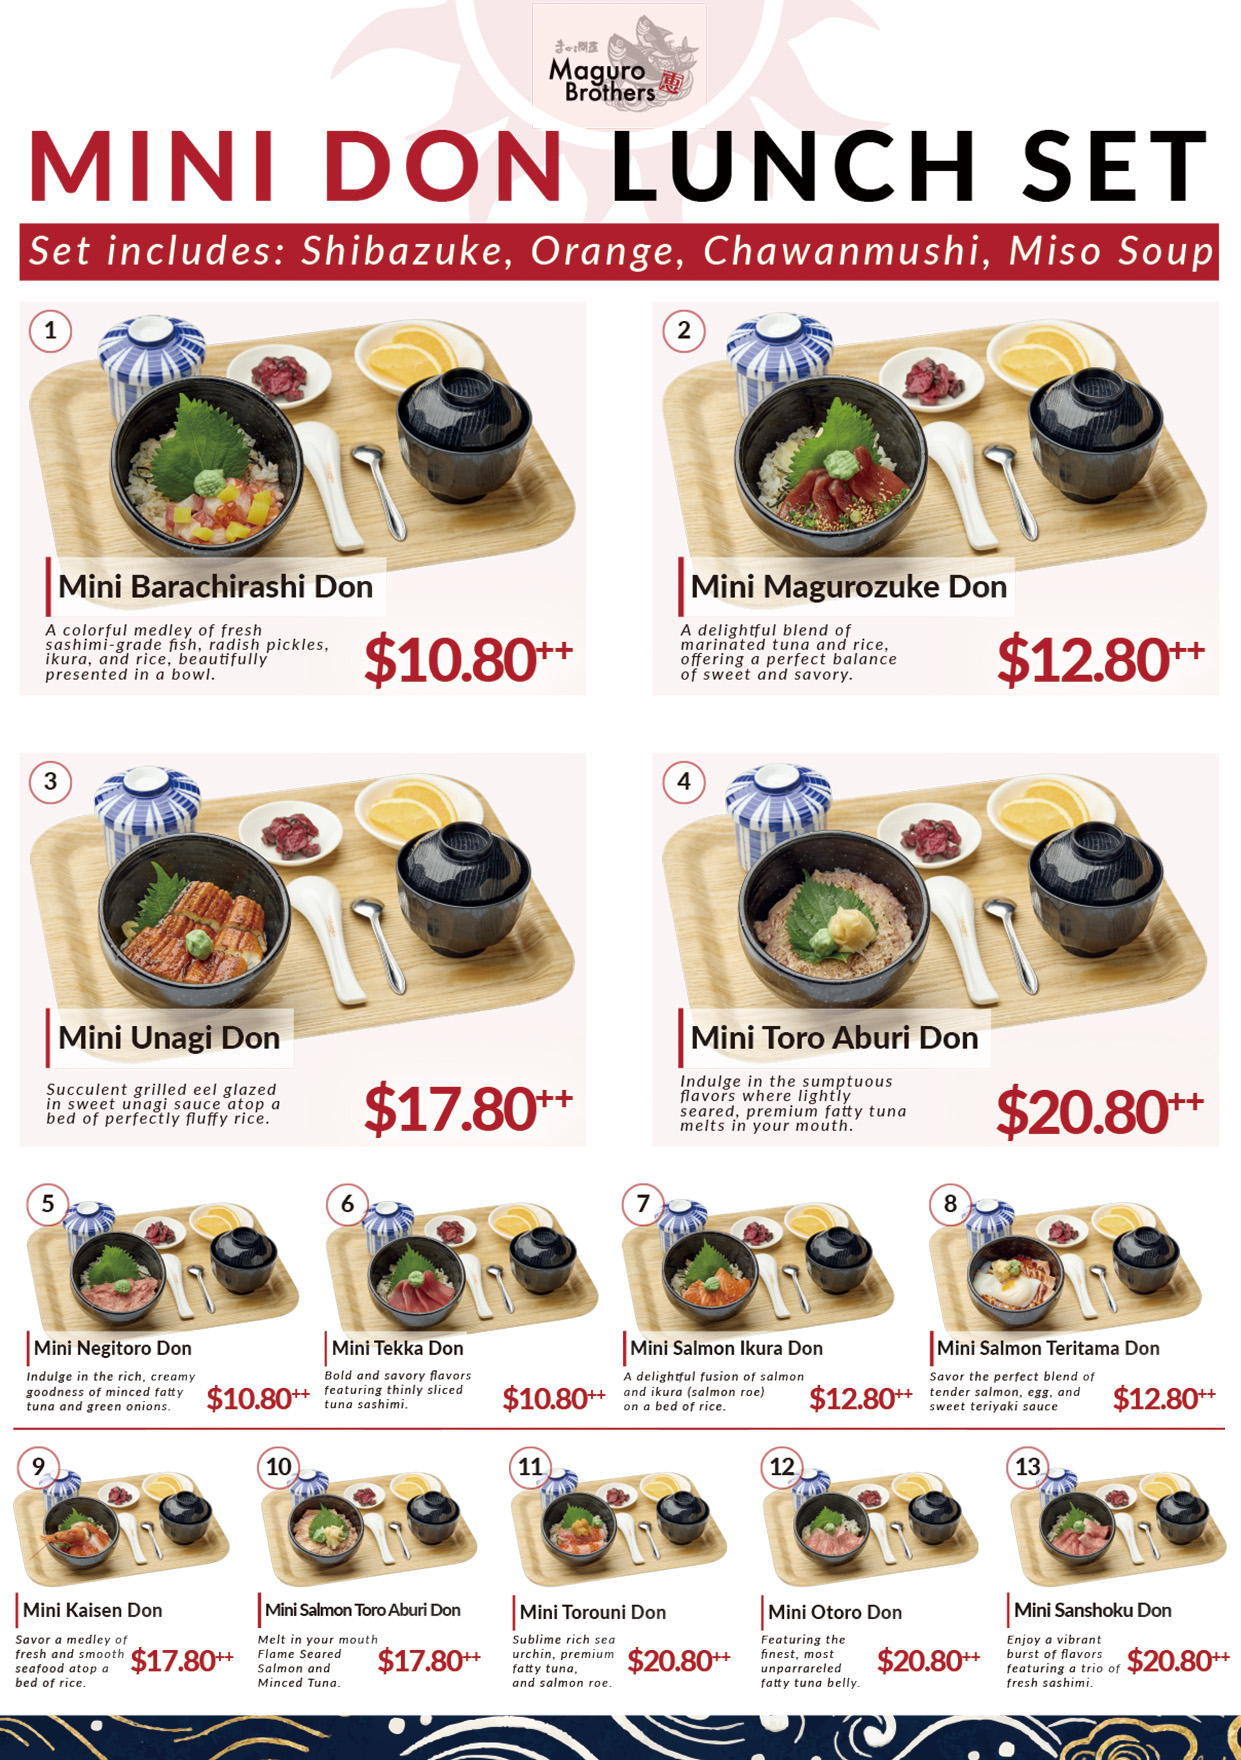 Maguro
Brothers
MINI DON LUNCH SET
Set includes: Shibazuke, Orange, Chawanmushi, Miso Soup
1
Mini Barachirashi Don
A colorful medley of fresh
sashimi-grade fish, radish pickles,
ikura, and rice, beautifully
presented in a bowl.
$10.80++
2
Mini Magurozuke Don
A delightful blend of
marinated tuna and rice,
offering a perfect balance
of sweet and savory.
$12.80++
3
Mini Unagi Don
Succulent grilled eel glazed
in sweet unagi sauce atop a
bed of perfectly fluffy rice.
$17.80++
4
Mini Toro Aburi Don
Indulge in the sumptuous
flavors where lightly
seared, premium fatty tuna
melts in your mouth.
$20.80++
5
Mini Negitoro Don
Indulge in the rich, creamy
goodness of minced fatty
tuna and green onions.
$10.80++
6
Mini Tekka Don
Bold and savory flavors
featuring thinly sliced
tuna sashimi.
$10.80++
7
Mini Salmon Ikura Don
A delightful fusion of salmon
and ikura (salmon roe)
on a bed of rice.
$12.80++
8
Mini Salmon Teritama Don
Savor the perfect blend of
tender salmon, egg, and
sweet teriyaki sauce
$12.80++
9
Mini Kaisen Don
Savor a medley of
fresh and smooth
seafood atop a
bed of rice.
$17.80++
10
Mini Salmon Toro Aburi Don
Melt in your mouth
Flame Seared
Salmon and
Minced Tuna.
$17.80++
11
Mini Torouni Don
Sublime rich sea
urchin, premium
fatty tuna,
and salmon roe.
$20.80++
12
Mini Otoro Don
Featuring the
finest, most
unparrareled
fatty tuna belly.
$20.80++
13
Mini Sanshoku Don
Enjoy a vibrant
burst of flavors
featuring a trio of
fresh sashimi.
$20.80++